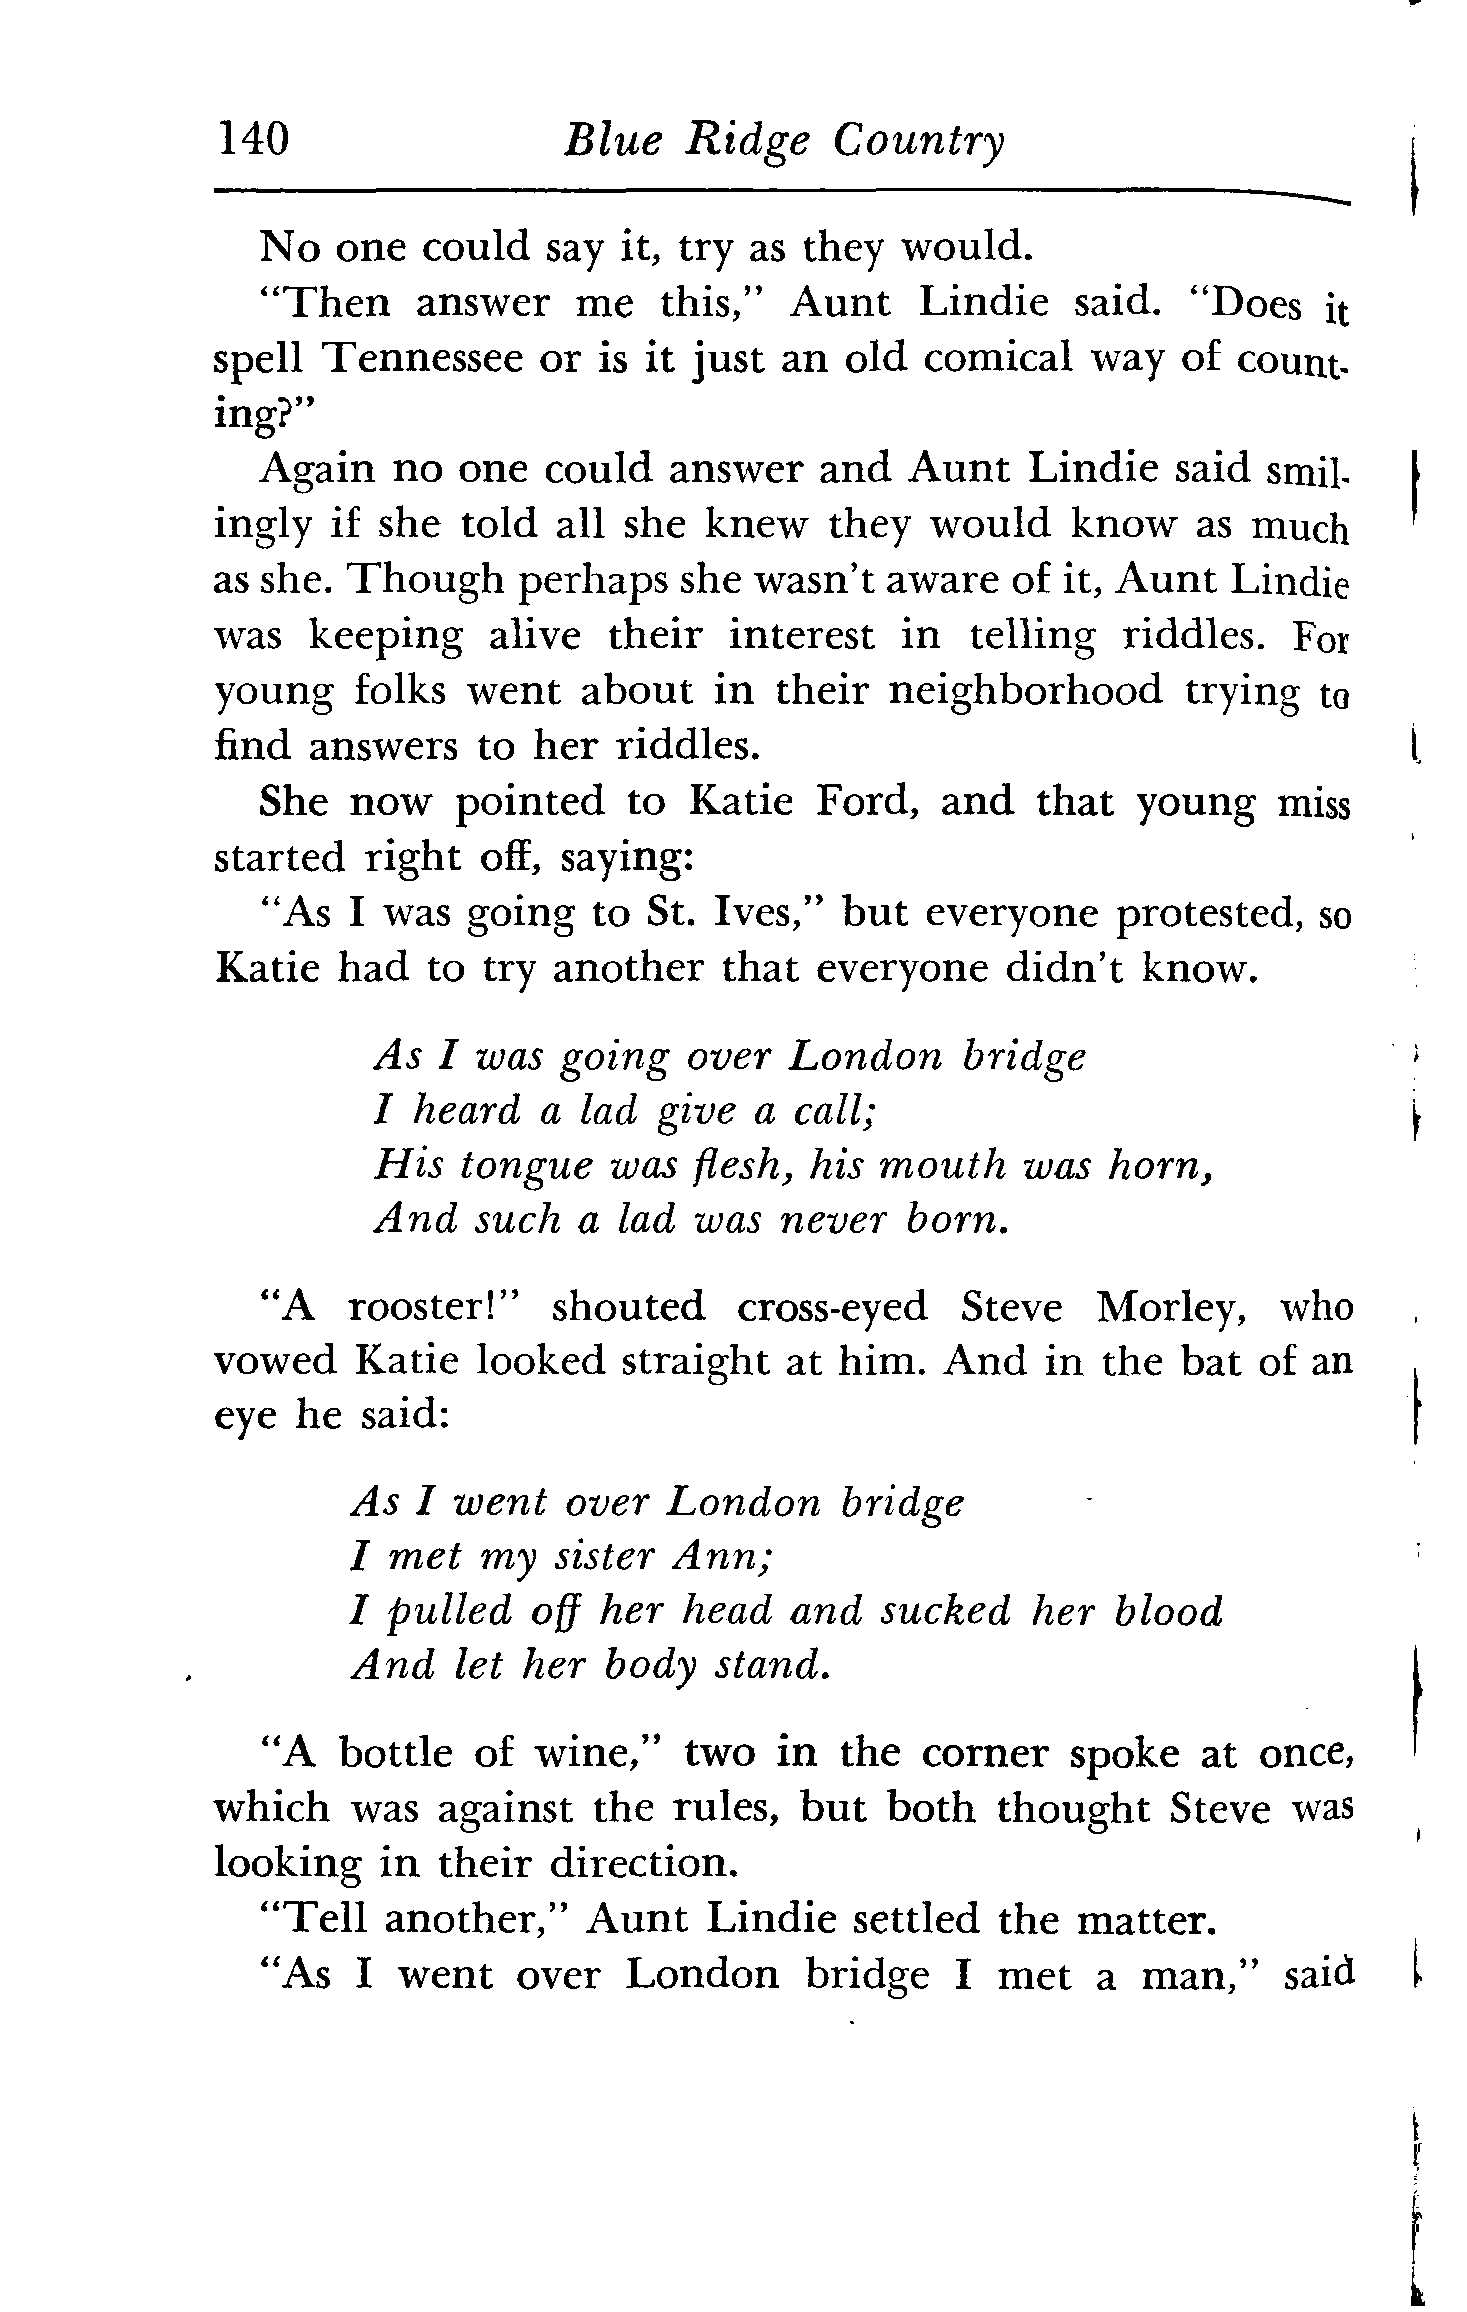 140 Blue Ridge Country
No one could say it, try as they would.
"Then answer me this," Aunt Lindie said. "Does it
spell Tennessee or is it just an old comical way of count-
ing?"
Again no one could answer and Aunt Lindie said smil-
ingly if she told all she knew they would know as much
as she. Though perhaps she wasn't aware of it, Aunt Lindie
was keeping alive their interest in telling riddles. For
young folks went about in their neighborhood trying to
find answers to her riddles.
She now pointed to Katie Ford, and that young miss
started right off, saying:
"As I was going to St. Ives," but everyone protested, so
Katie had to try another that everyone didn't know.
As I was going over London bridge
I heard a lad give a call;
His tongue was flesh, his mouth was horn,
And such a lad was never born.
"A rooster!" shouted cross-eyed Steve Morley, who
vowed Katie looked straight at him. And in the bat of an
eye he said:
As I went over London bridge
I met my sister Ann;
I pulled off her head and sucked her blood
And let her body stand.
"A bottle of wine," two in the corner spoke at once,
which was against the rules, but both thought Steve was
looking in their direction.
"Tell another," Aunt Lindie settled the matter.
"As I went over London bridge I met a man," said